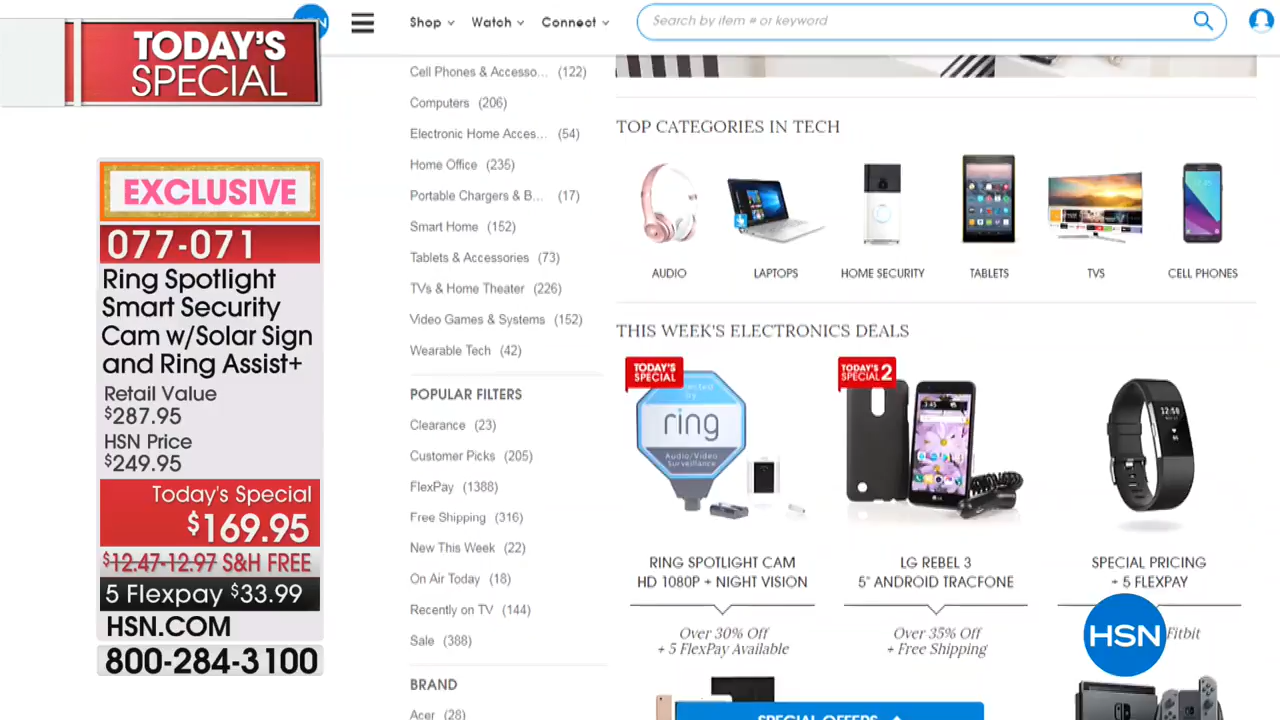 TODAY'S
SPECIAL
EXCLUSIVE
077-071
Ring Spotlight
Smart Security
Cam w/Solar Sign
and Ring Assist+
Retail Value
$287.95
HSN Price
$249.95
Today's Special
$169.95
$12.47-12.97 S&H FREE
5 Flexpay $33.99
HSN.COM
800-284-3100
Shop
Watch
Connect
Search by item # or keyword
Cell Phones & Accesso... (122)
Computers (206)
Electronic Home Acces... (54)
Home Office (235)
Portable Chargers & B... (17)
Smart Home (152)
Tablets & Accessories (73)
TVs & Home Theater (226)
Video Games & Systems (152)
Wearable Tech (42)
POPULAR FILTERS
Clearance (23)
Customer Picks (205)
FlexPay (1388)
Free Shipping (316)
New This Week (22)
On Air Today (18)
Recently on TV (144)
Sale (388)
BRAND
Acer (28)
TOP CATEGORIES IN TECH
AUDIO
LAPTOPS
HOME SECURITY
TABLETS
TVS
CELL PHONES
THIS WEEK'S ELECTRONICS DEALS
TODAY'S
SPECIAL
ring
Audio/Video
Surveillance
RING SPOTLIGHT CAM
HD 1080P + NIGHT VISION
Over 30% Off
+ 5 FlexPay Available
TODAY'S
SPECIAL 2
LG REBEL 3
5" ANDROID TRACFONE
Over 35% Off
+ Free Shipping
12:58
SPECIAL PRICING
+ 5 FLEXPAY
Fitbit
HSN
SPECIAL OFFERS